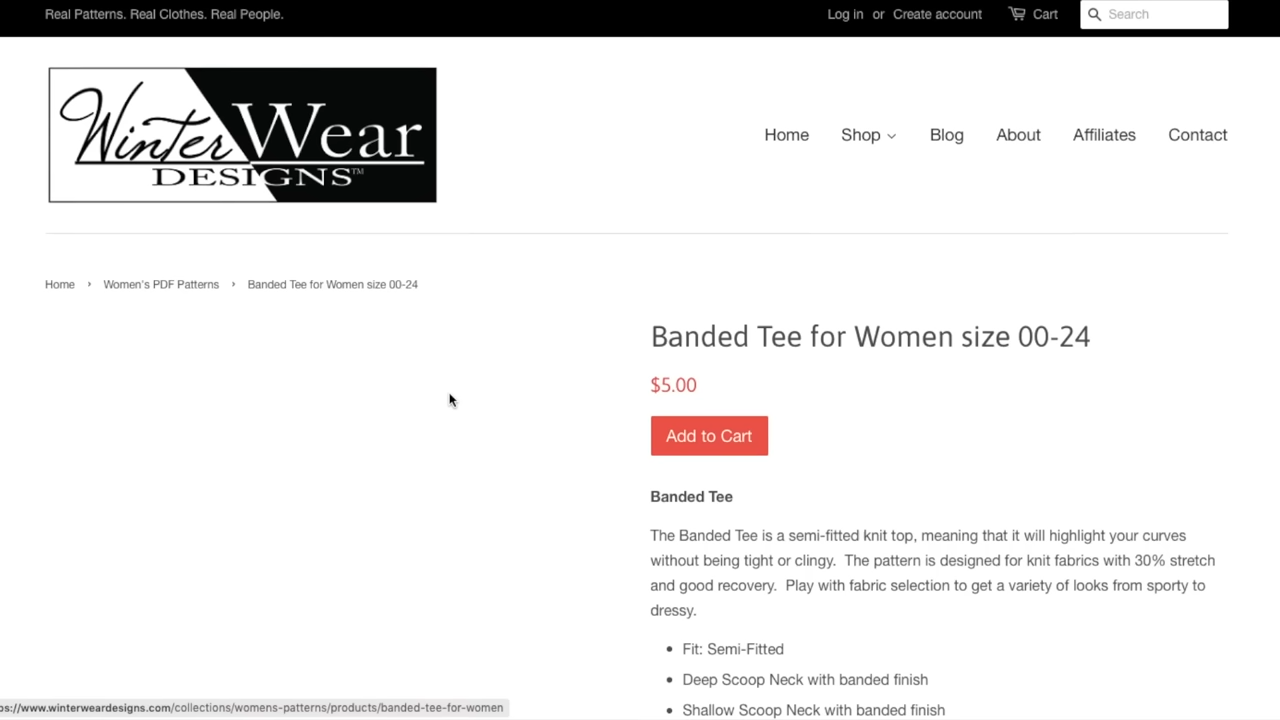 Real Patterns. Real Clothes. Real People.
Log in or Create account Cart Search
Winter Wear
DESIGNS™
Home Shop Blog About Affiliates Contact
Home › Women's PDF Patterns › Banded Tee for Women size 00-24
Banded Tee for Women size 00-24
$5.00
Add to Cart
Banded Tee
The Banded Tee is a semi-fitted knit top, meaning that it will highlight your curves
without being tight or clingy. The pattern is designed for knit fabrics with 30% stretch
and good recovery. Play with fabric selection to get a variety of looks from sporty to
dressy.
• Fit: Semi-Fitted
• Deep Scoop Neck with banded finish
• Shallow Scoop Neck with banded finish
ps://www.winterweardesigns.com/collections/womens-patterns/products/banded-tee-for-women